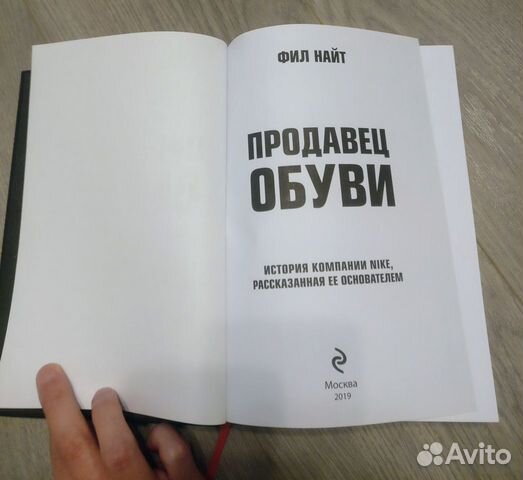 ФИЛ НАЙТ
ПРОДАВЕЦ
ОБУВИ
ИСТОРИЯ КОМПАНИИ NIKE,
РАССКАЗАННАЯ ЕЕ ОСНОВАТЕЛЕМ
Москва
2019
Avito